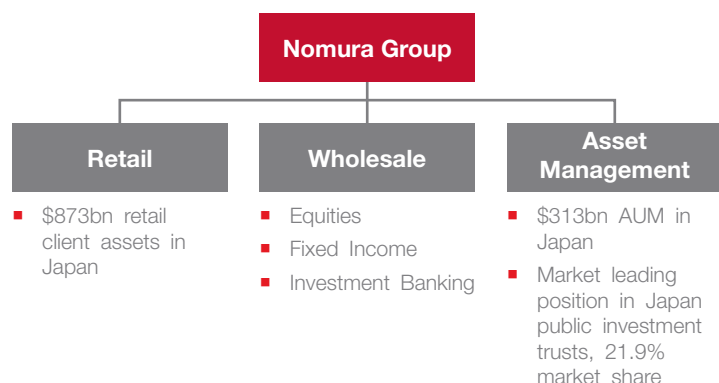 Nomura Group
Retail
Wholesale
Asset
Management
$873bn retail
client assets in
Japan
Equities
Fixed Income
Investment Banking
$313bn AUM in
Japan
Market leading
position in Japan
public investment
trusts, 21.9%
market share